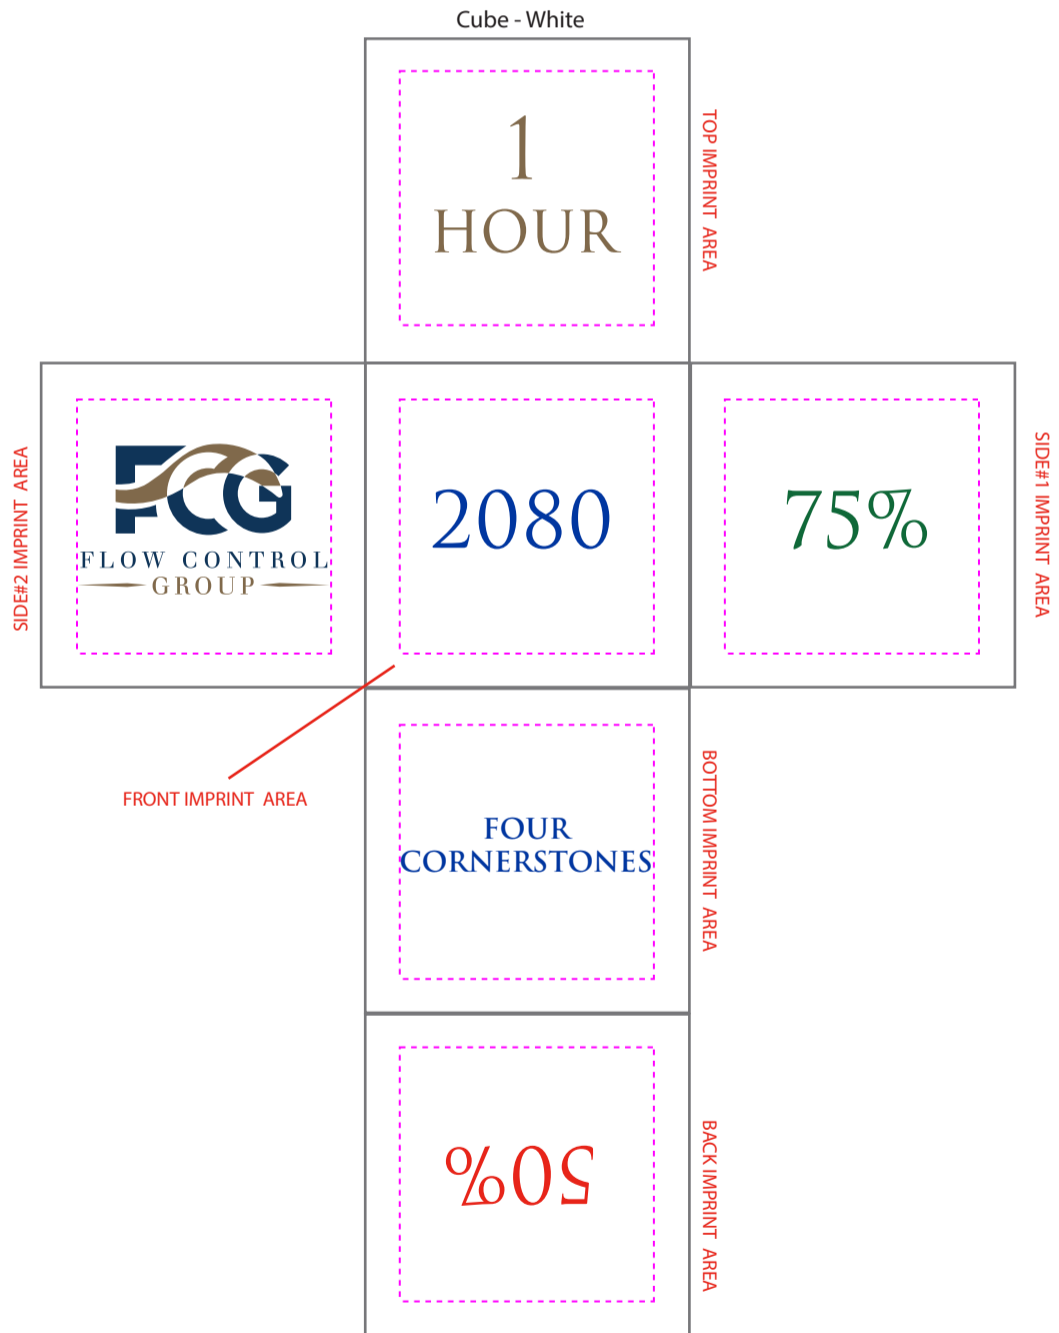 Cube - White
1
HOUR
TOP IMPRINT AREA
SIDE#2 IMPRINT AREA
FCG
FLOW CONTROL
GROUP
2080
75%
SIDE#1 IMPRINT AREA
FRONT IMPRINT AREA
FOUR
CORNERSTONES
BOTTOM IMPRINT AREA
50%
BACK IMPRINT AREA